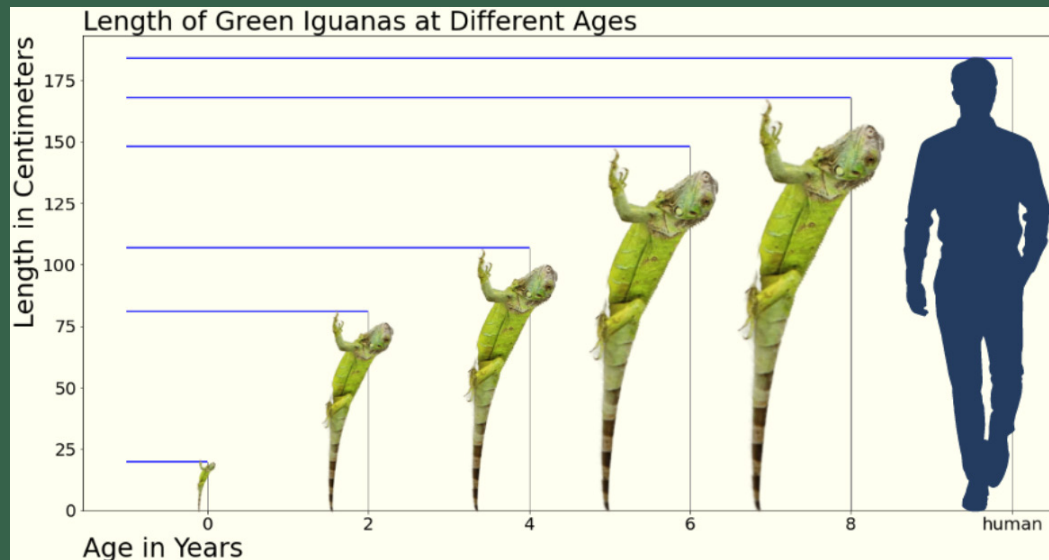 Length of Green Iguanas at Different Ages
Length in Centimeters
175
150
125
100
75
50
25
0
0 2 4 6 8 human
Age in Years